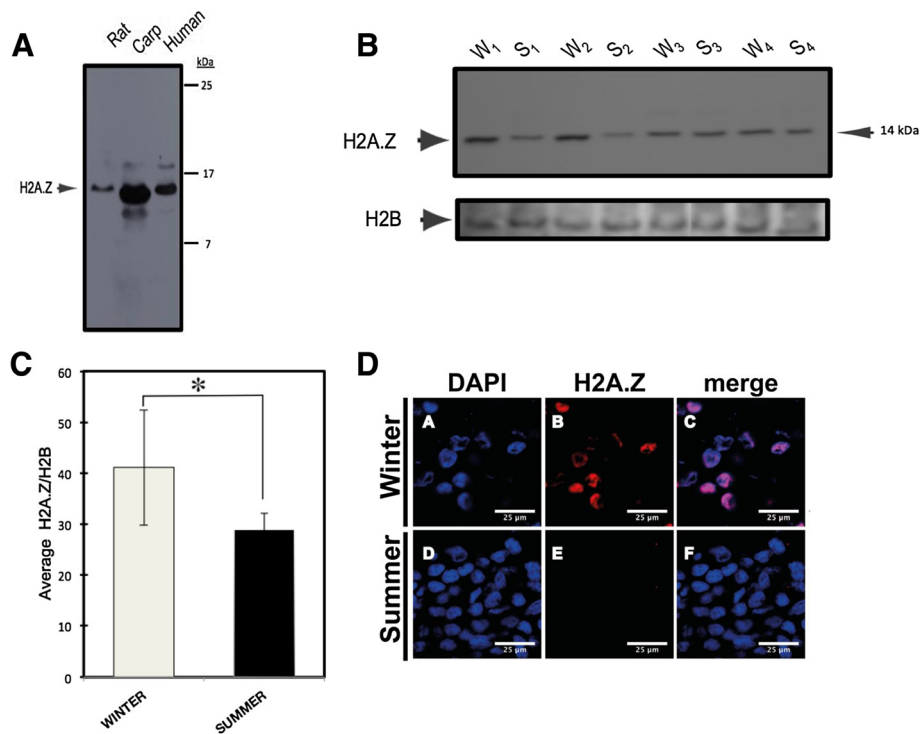 A
Rat Carp Human
kDa
25
17
H2A.Z
7
B
W1 S1 W2 S2 W3 S3 W4 S4
H2A.Z
14 kDa
H2B
C
60
50
40
30
20
10
0
Average H2A.Z/H2B
*
WINTER SUMMER
D
DAPI H2A.Z merge
Winter
A B C
25 µm 25 µm 25 µm
Summer
D E F
25 µm 25 µm 25 µm